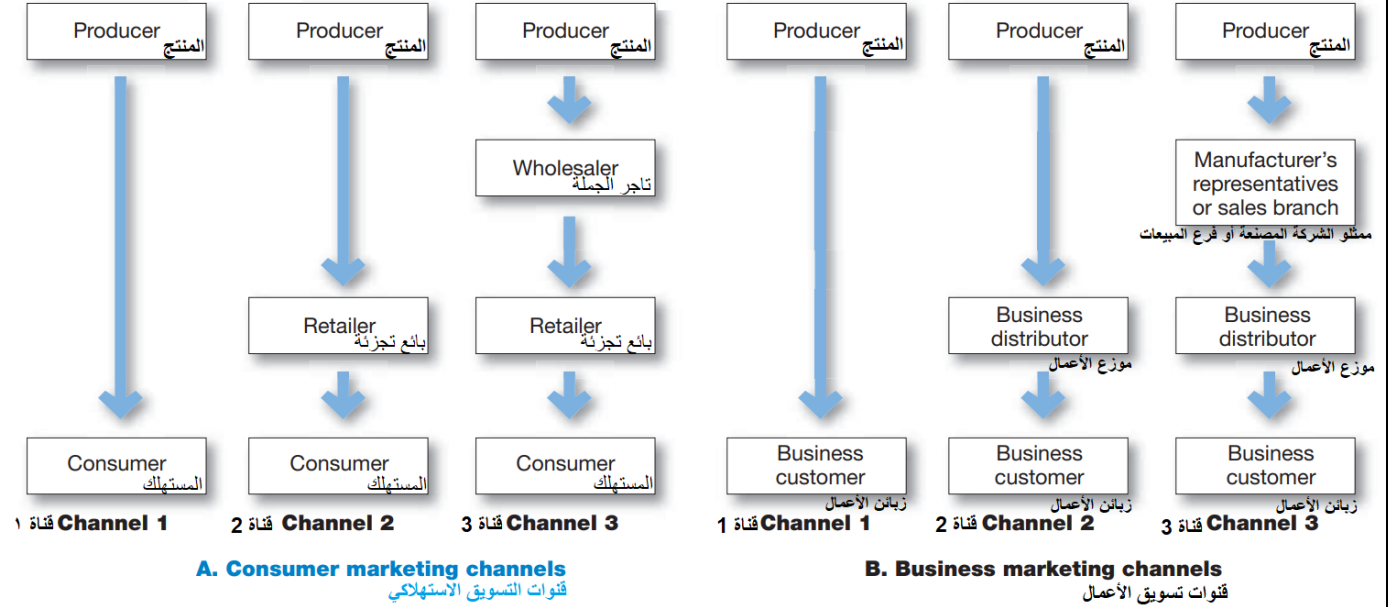 Producer
المنتج
Producer
المنتج
Producer
المنتج
Wholesaler
تاجر الجملة
Retailer
بائع تجزئة
Retailer
بائع تجزئة
Consumer
المستهلك
Consumer
المستهلك
Consumer
المستهلك
Channel 1 قناة ١
Channel 2 قناة 2
Channel 3 قناة 3
A. Consumer marketing channels
قنوات التسويق الاستهلاكي
Producer
المنتج
Producer
المنتج
Producer
المنتج
Manufacturer's
representatives
or sales branch
ممثلو الشركة المصنعة أو فرع المبيعات
Business
distributor
موزع الأعمال
Business
distributor
موزع الأعمال
Business
customer
زبائن الأعمال
Business
customer
زبائن الأعمال
Business
customer
زبائن الأعمال
Channel 1 قناة 1
Channel 2 قناة 2
Channel 3 قناة 3
B. Business marketing channels
قنوات تسويق الأعمال